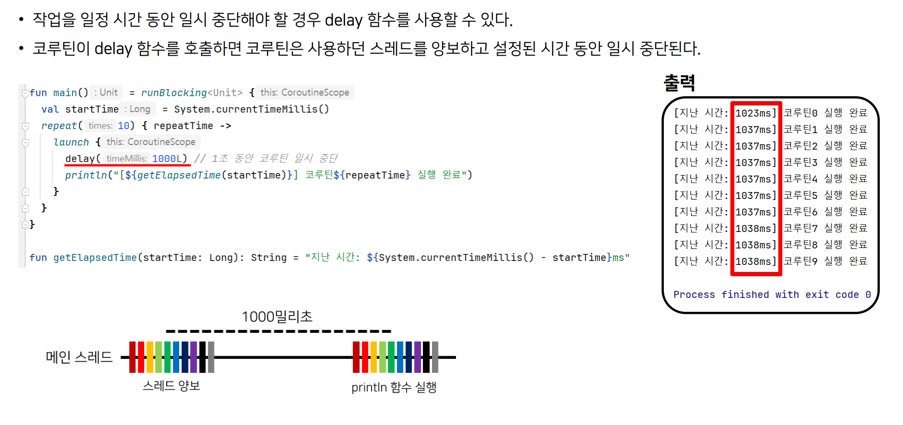 • 작업을 일정 시간 동안 일시 중단해야 할 경우 delay 함수를 사용할 수 있다.
• 코루틴이 delay 함수를 호출하면 코루틴은 사용하던 스레드를 양보하고 설정된 시간 동안 일시 중단된다.
fun main() : Unit = runBlocking<Unit> { this: CoroutineScope
val startTime : Long = System.currentTimeMillis()
repeat( times: 10) { repeatTime ->
launch { this: CoroutineScope
delay( timeMillis: 1000L) // 1초 동안 코루틴 일시 중단
println("[${getElapsedTime(startTime)}] 코루틴${repeatTime} 실행 완료")
}
}
}
fun getElapsedTime(startTime: Long): String = "지난 시간: ${System.currentTimeMillis() - startTime}ms"
출력
[지난 시간: 1023ms] 코루틴0 실행 완료
[지난 시간: 1037ms] 코루틴1 실행 완료
[지난 시간: 1037ms] 코루틴2 실행 완료
[지난 시간: 1037ms] 코루틴3 실행 완료
[지난 시간: 1037ms] 코루틴4 실행 완료
[지난 시간: 1037ms] 코루틴5 실행 완료
[지난 시간: 1037ms] 코루틴6 실행 완료
[지난 시간: 1038ms] 코루틴7 실행 완료
[지난 시간: 1038ms] 코루틴8 실행 완료
[지난 시간: 1038ms] 코루틴9 실행 완료
Process finished with exit code 0
1000밀리초
메인 스레드
스레드 양보
println 함수 실행